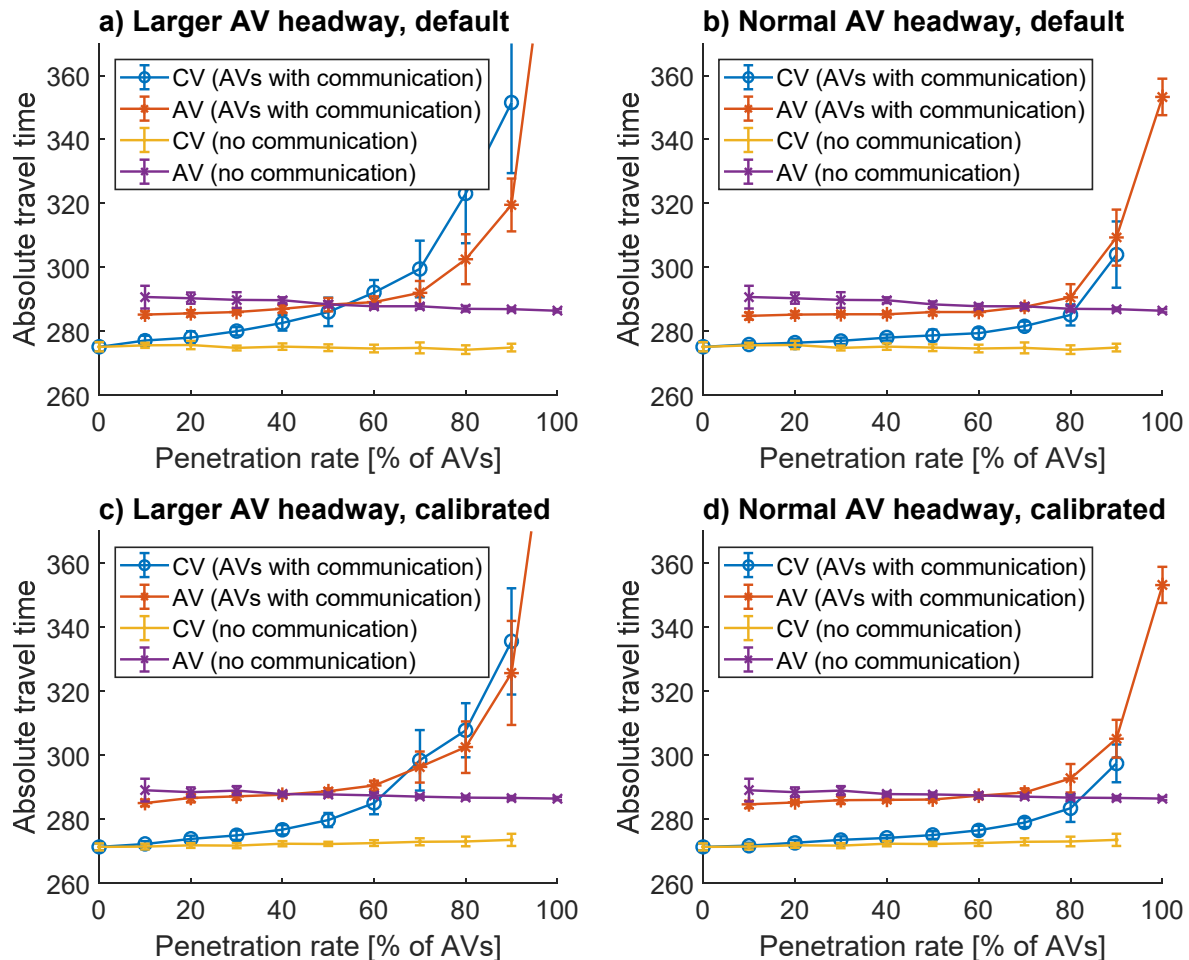 a) Larger AV headway, default
360
340
320
300
280
260
Absolute travel time
CV (AVs with communication)
AV (AVs with communication)
CV (no communication)
AV (no communication)
0 20 40 60 80 100
Penetration rate [% of AVs]
b) Normal AV headway, default
360
340
320
300
280
260
Absolute travel time
CV (AVs with communication)
AV (AVs with communication)
CV (no communication)
AV (no communication)
0 20 40 60 80 100
Penetration rate [% of AVs]
c) Larger AV headway, calibrated
360
340
320
300
280
260
Absolute travel time
CV (AVs with communication)
AV (AVs with communication)
CV (no communication)
AV (no communication)
0 20 40 60 80 100
Penetration rate [% of AVs]
d) Normal AV headway, calibrated
360
340
320
300
280
260
Absolute travel time
CV (AVs with communication)
AV (AVs with communication)
CV (no communication)
AV (no communication)
0 20 40 60 80 100
Penetration rate [% of AVs]